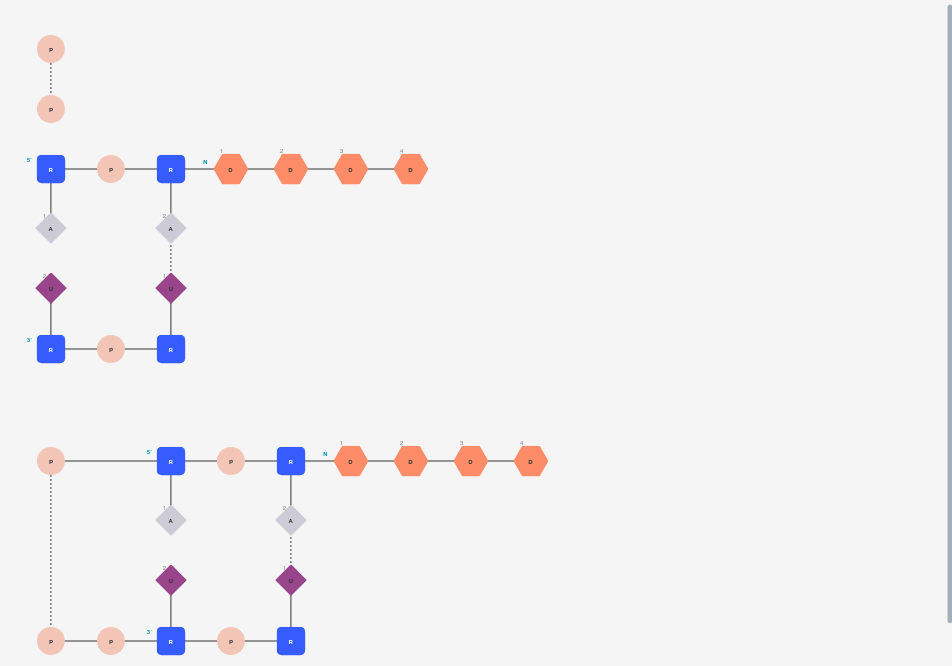 P
P
1 2 3 4
5' R P R N D D D D
1 A 2 A
2 U 1 U
3' R P R
1 2 3 4
P 5' R P R N D D D D
1 A 2 A
2 U 1 U
P P 3' R P R